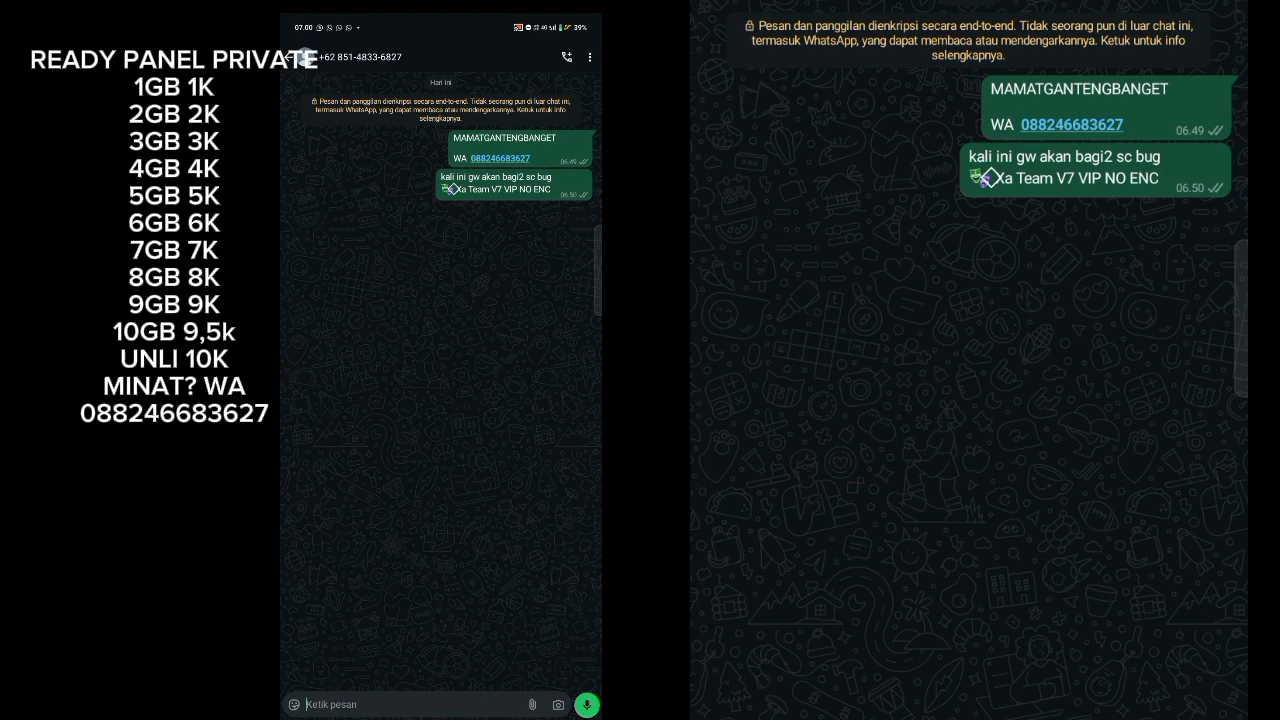 READY PANEL PRIVATE
1GB 1K
2GB 2K
3GB 3K
4GB 4K
5GB 5K
6GB 6K
7GB 7K
8GB 8K
9GB 9K
10GB 9,5k
UNLI 10K
MINAT? WA
088246683627
07.00
39%
+62 851-4833-6827
Hari ini
Pesan dan panggilan dienkripsi secara end-to-end. Tidak seorang pun di luar chat ini,
termasuk WhatsApp, yang dapat membaca atau mendengarkannya. Ketuk untuk info
selengkapnya.
MAMATGANTENGBANGET
WA 088246683627
06.49
kali ini gw akan bagi2 sc bug
Xa Team V7 VIP NO ENC
06.50
Ketik pesan
Pesan dan panggilan dienkripsi secara end-to-end. Tidak seorang pun di luar chat ini,
termasuk WhatsApp, yang dapat membaca atau mendengarkannya. Ketuk untuk info
selengkapnya.
MAMATGANTENGBANGET
WA 088246683627
06.49
kali ini gw akan bagi2 sc bug
Xa Team V7 VIP NO ENC
06.50